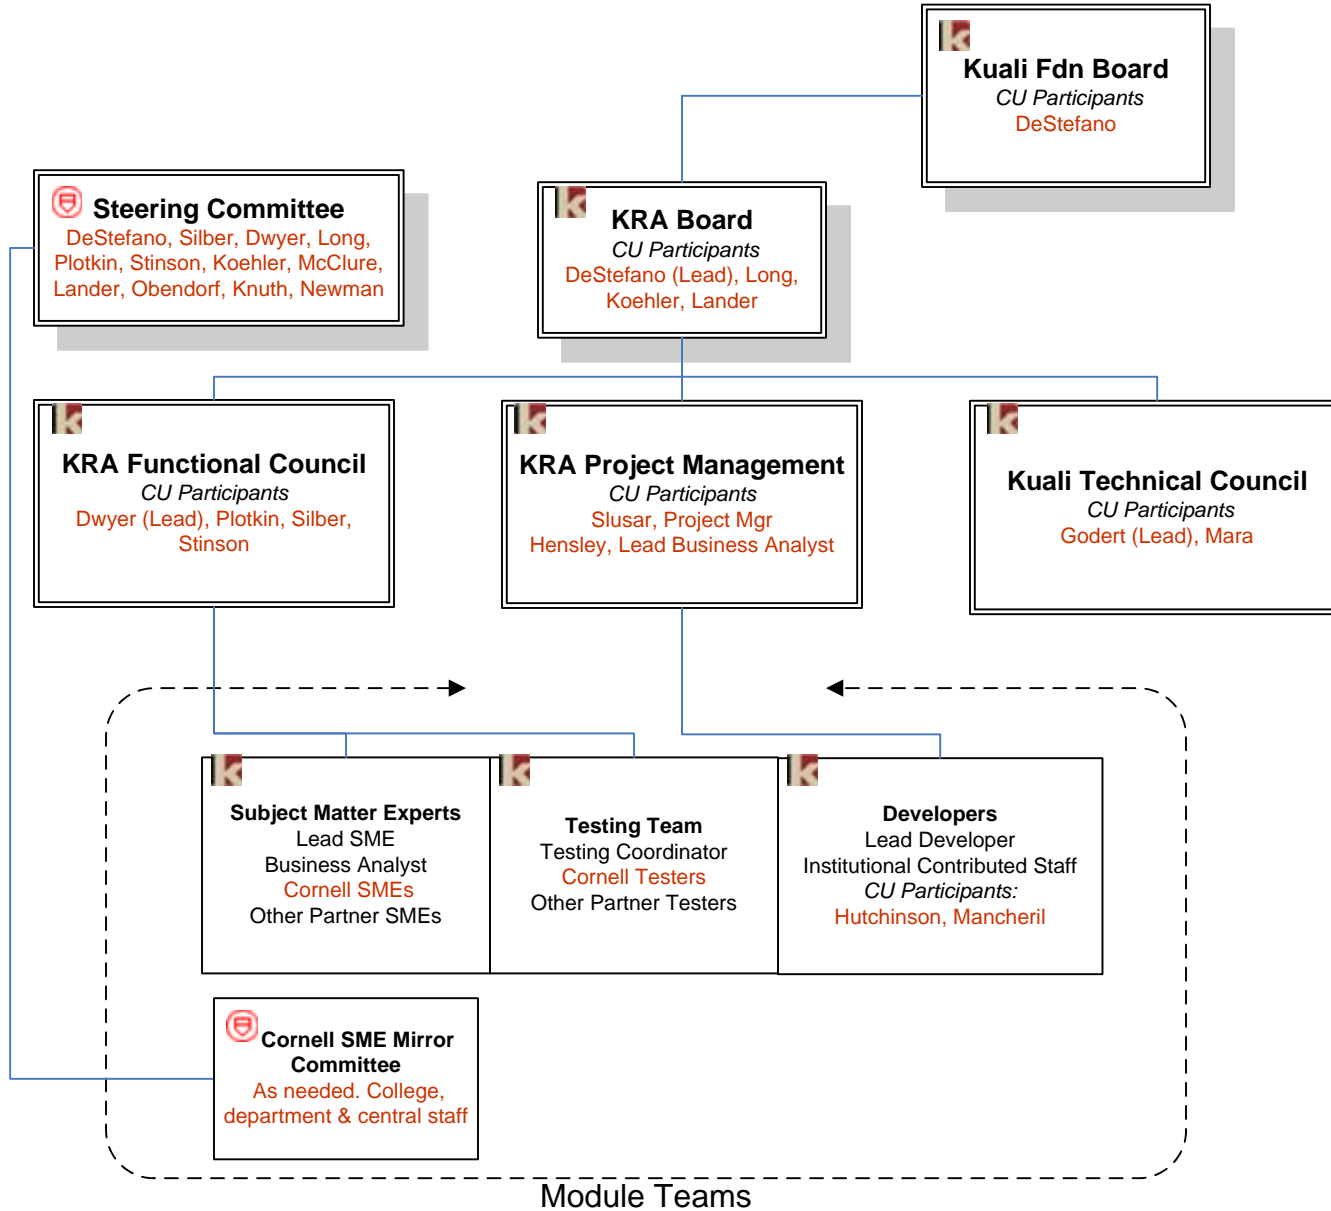 Kuali Fdn Board
CU Participants
DeStefano
Steering Committee
DeStefano, Silber, Dwyer, Long,
Plotkin, Stinson, Koehler, McClure,
Lander, Obendorf, Knuth, Newman
KRA Board
CU Participants
DeStefano (Lead), Long,
Koehler, Lander
KRA Functional Council
CU Participants
Dwyer (Lead), Plotkin, Silber,
Stinson
KRA Project Management
CU Participants
Slusar, Project Mgr
Hensley, Lead Business Analyst
Kuali Technical Council
CU Participants
Godert (Lead), Mara
Subject Matter Experts
Lead SME
Business Analyst
Cornell SMEs
Other Partner SMEs
Testing Team
Testing Coordinator
Cornell Testers
Other Partner Testers
Developers
Lead Developer
Institutional Contributed Staff
CU Participants:
Hutchinson, Mancheril
Cornell SME Mirror
Committee
As needed. College,
department & central staff
Module Teams